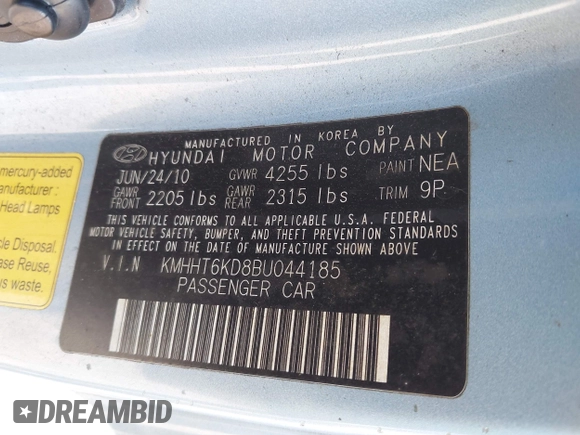 MANUFACTURED IN KOREA BY
HYUNDAI MOTOR COMPANY
JUN/24/10 GVWR 4255 lbs PAINT NEA
GAWR FRONT 2205 lbs GAWR REAR 2315 lbs TRIM 9P
THIS VEHICLE CONFORMS TO ALL APPLICABLE U.S.A. FEDERAL
MOTOR VEHICLE SAFETY, BUMPER, AND THEFT PREVENTION STANDARDS
IN EFFECT ON THE DATE OF MANUFACTURE SHOWN ABOVE.
V.I.N KMHHT6KD8BU044185
PASSENGER CAR
mercury-added
anufacturer :
Head Lamps
cle Disposal.
ease Reuse,
us waste.
DREAMBID